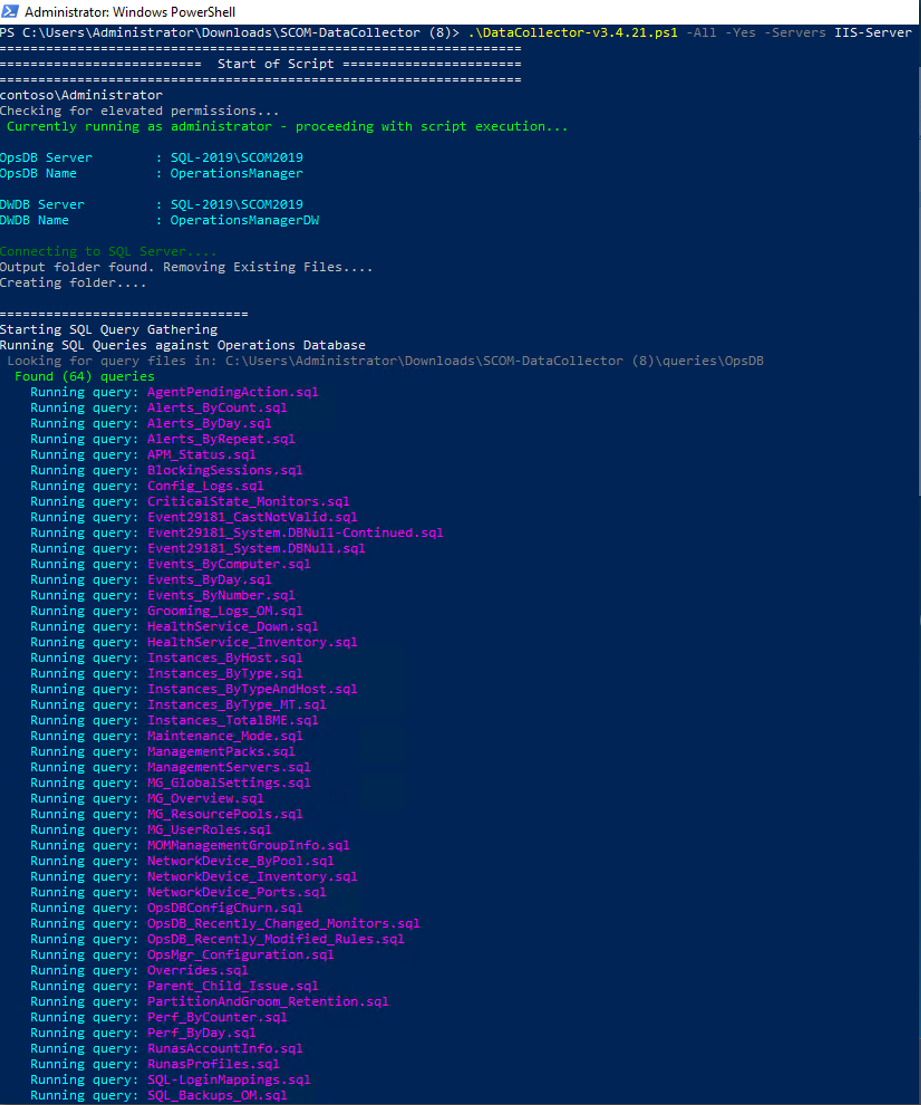 Administrator: Windows PowerShell
PS C:\Users\Administrator\Downloads\SCOM-DataCollector (8)> .\DataCollector-v3.4.21.ps1 -All -Yes -Servers IIS-Server
===================================================================
========================== Start of Script =======================
===================================================================
contoso\Administrator
Checking for elevated permissions...
Currently running as administrator - proceeding with script execution...
OpsDB Server : SQL-2019\SCOM2019
OpsDB Name : OperationsManager
DWDB Server : SQL-2019\SCOM2019
DWDB Name : OperationsManagerDW
Connecting to SQL Server....
Output folder found. Removing Existing Files....
Creating folder....
================================
Starting SQL Query Gathering
Running SQL Queries against Operations Database
Looking for query files in: C:\Users\Administrator\Downloads\SCOM-DataCollector (8)\queries\OpsDB
Found (64) queries
Running query: AgentPendingAction.sql
Running query: Alerts_ByCount.sql
Running query: Alerts_ByDay.sql
Running query: Alerts_ByRepeat.sql
Running query: APM_Status.sql
Running query: BlockingSessions.sql
Running query: Config_Logs.sql
Running query: CriticalState_Monitors.sql
Running query: Event29181_CastNotValid.sql
Running query: Event29181_System.DBNull-Continued.sql
Running query: Event29181_System.DBNull.sql
Running query: Events_ByComputer.sql
Running query: Events_ByDay.sql
Running query: Events_ByNumber.sql
Running query: Grooming_Logs_OM.sql
Running query: HealthService_Down.sql
Running query: HealthService_Inventory.sql
Running query: Instances_ByHost.sql
Running query: Instances_ByType.sql
Running query: Instances_ByTypeAndHost.sql
Running query: Instances_ByType_MT.sql
Running query: Instances_TotalBME.sql
Running query: Maintenance_Mode.sql
Running query: ManagementPacks.sql
Running query: ManagementServers.sql
Running query: MG_GlobalSettings.sql
Running query: MG_Overview.sql
Running query: MG_ResourcePools.sql
Running query: MG_UserRoles.sql
Running query: MOMManagementGroupInfo.sql
Running query: NetworkDevice_ByPool.sql
Running query: NetworkDevice_Inventory.sql
Running query: NetworkDevice_Ports.sql
Running query: OpsDBConfigChurn.sql
Running query: OpsDB_Recently_Changed_Monitors.sql
Running query: OpsDB_Recently_Modified_Rules.sql
Running query: OpsMgr_Configuration.sql
Running query: Overrides.sql
Running query: Parent_Child_Issue.sql
Running query: PartitionAndGroom_Retention.sql
Running query: Perf_ByCounter.sql
Running query: Perf_ByDay.sql
Running query: RunasAccountInfo.sql
Running query: RunasProfiles.sql
Running query: SQL-LoginMappings.sql
Running query: SQL_Backups_OM.sql